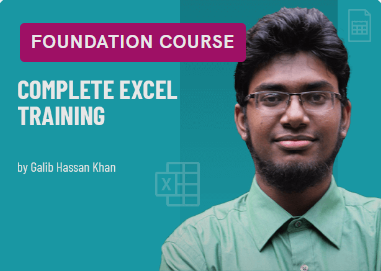 FOUNDATION COURSE
COMPLETE EXCEL
TRAINING
by Galib Hassan Khan
X